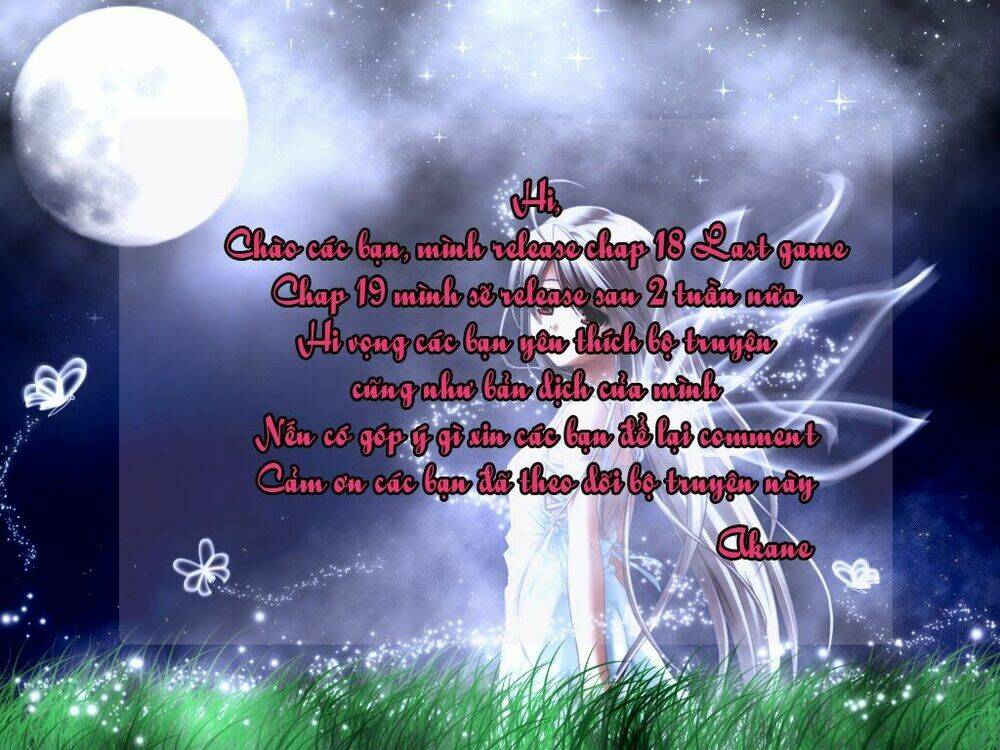 Hi,
Chào các bạn, mình release chap 18 Last game
Chap 19 mình sẽ release sau 2 tuần nữa
Hi vọng các bạn yêu thích bộ truyện
cũng như bản dịch của mình
Nếu có góp ý gì xin các bạn để lại comment
Cảm ơn các bạn đã theo dõi bộ truyện này
Akane